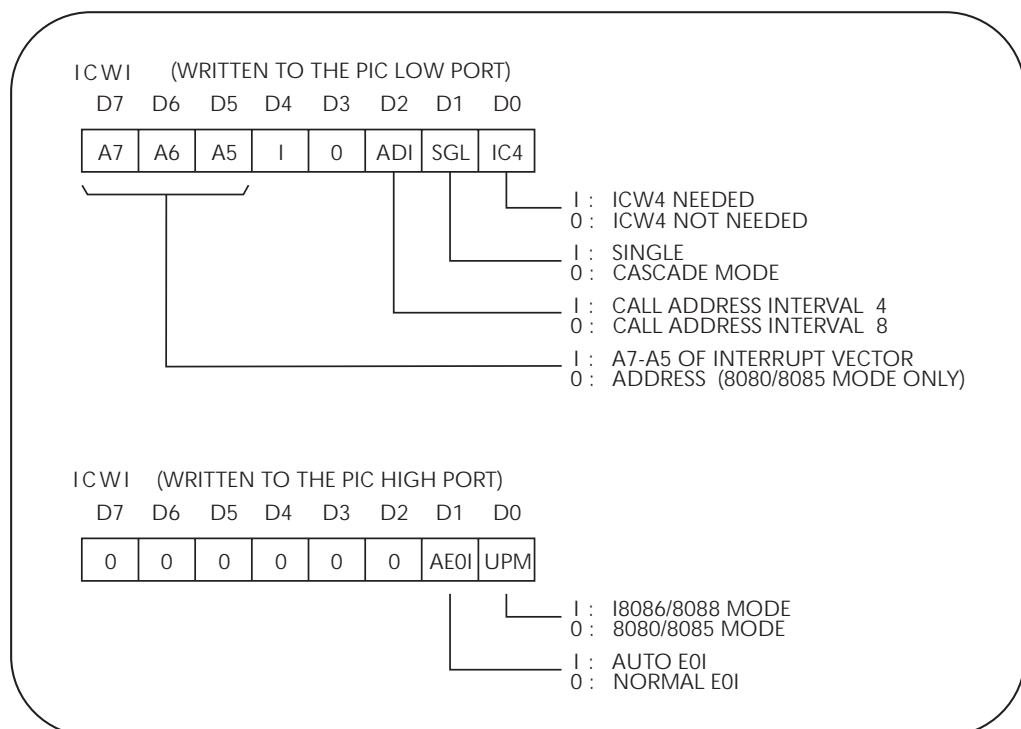 ICWI (WRITTEN TO THE PIC LOW PORT)
D7 D6 D5 D4 D3 D2 D1 D0
A7 A6 A5 I 0 ADI SGL IC4
I : ICW4 NEEDED
0 : ICW4 NOT NEEDED
I : SINGLE
0 : CASCADE MODE
I : CALL ADDRESS INTERVAL 4
0 : CALL ADDRESS INTERVAL 8
I : A7-A5 OF INTERRUPT VECTOR
0 : ADDRESS (8080/8085 MODE ONLY)
ICWI (WRITTEN TO THE PIC HIGH PORT)
D7 D6 D5 D4 D3 D2 D1 D0
0 0 0 0 0 0 AE0I UPM
I : I8086/8088 MODE
0 : 8080/8085 MODE
I : AUTO E0I
0 : NORMAL E0I